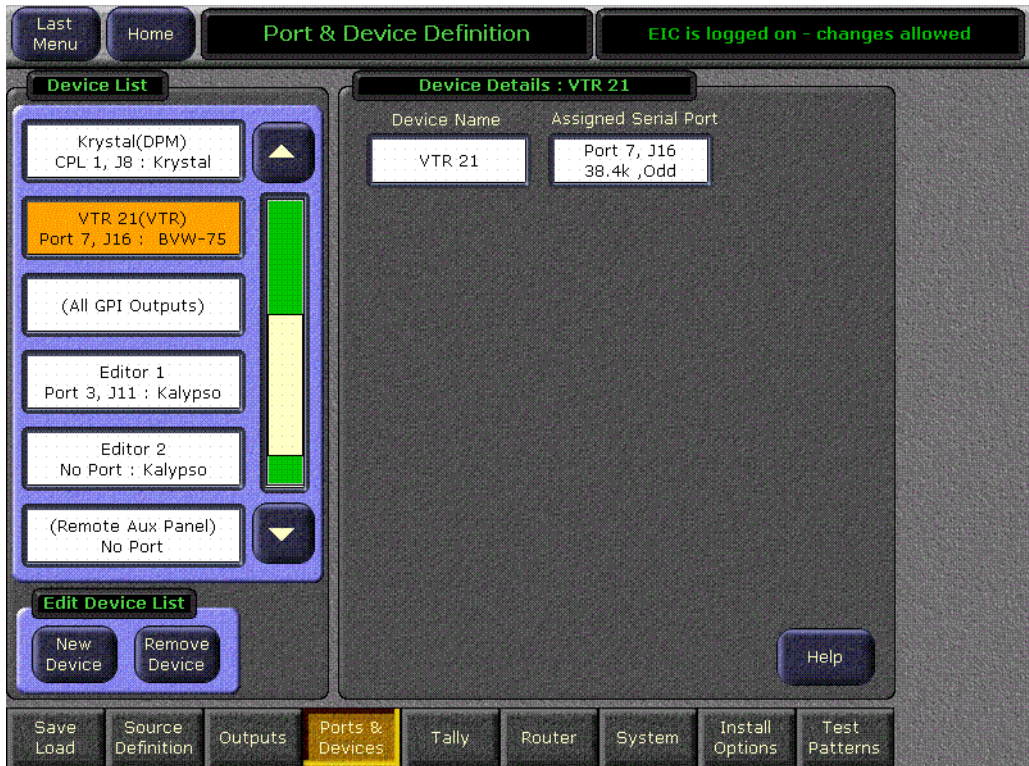 Last
Menu
Home
Port & Device Definition
EIC is logged on - changes allowed
Device List
Krystal(DPM)
CPL 1, J8 : Krystal
VTR 21(VTR)
Port 7, J16 : BVW-75
(All GPI Outputs)
Editor 1
Port 3, J11 : Kalypso
Editor 2
No Port : Kalypso
(Remote Aux Panel)
No Port
Edit Device List
New
Device
Remove
Device
Device Details : VTR 21
Device Name
VTR 21
Assigned Serial Port
Port 7, J16
38.4k ,Odd
Help
Save
Load
Source
Definition
Outputs
Ports &
Devices
Tally
Router
System
Install
Options
Test
Patterns